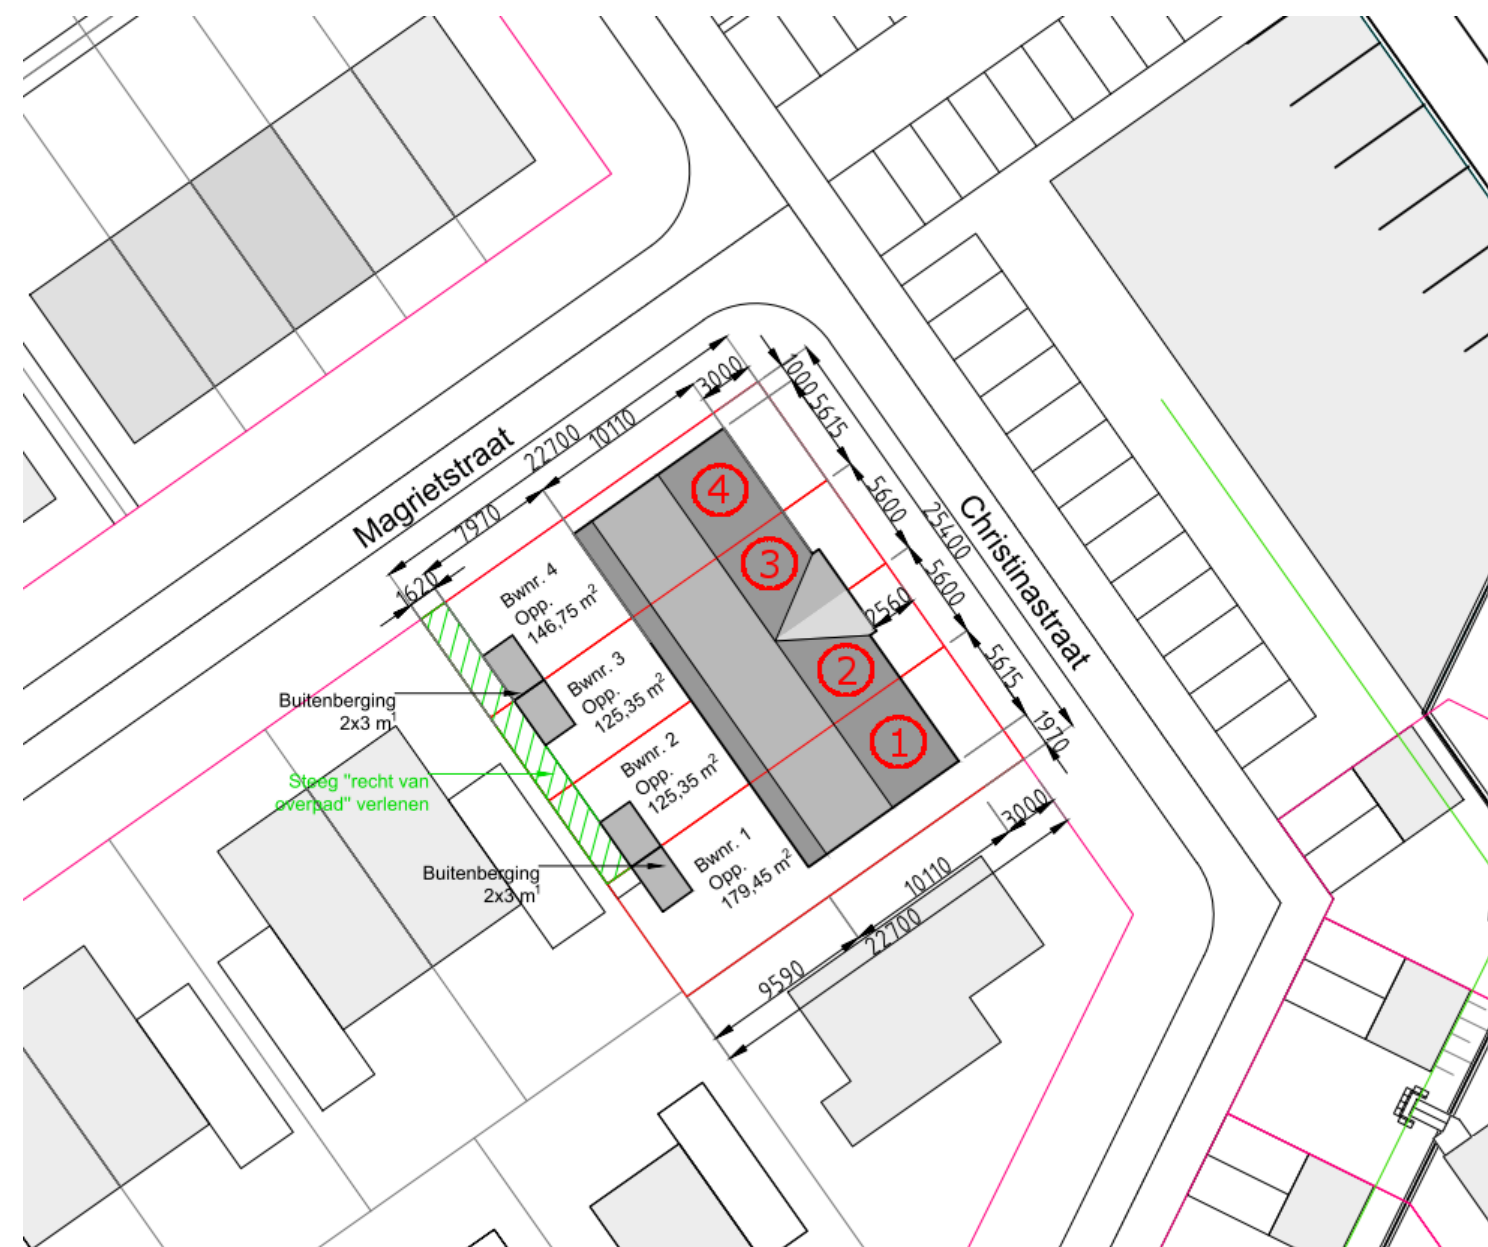 Magrietstraat
Christinastraat
1620
7970
22700
10110
3000
1000
5615
5600
25400
5600
5615
1970
2560
4
3
2
1
Bwnr. 4
Opp.
146,75 m²
Bwnr. 3
Opp.
125,35 m²
Bwnr. 2
Opp.
125,35 m²
Bwnr. 1
Opp.
179,45 m²
Buitenberging
2x3 m¹
Steeg "recht van
overpad" verlenen
Buitenberging
2x3 m¹
3000
10110
22700
9590